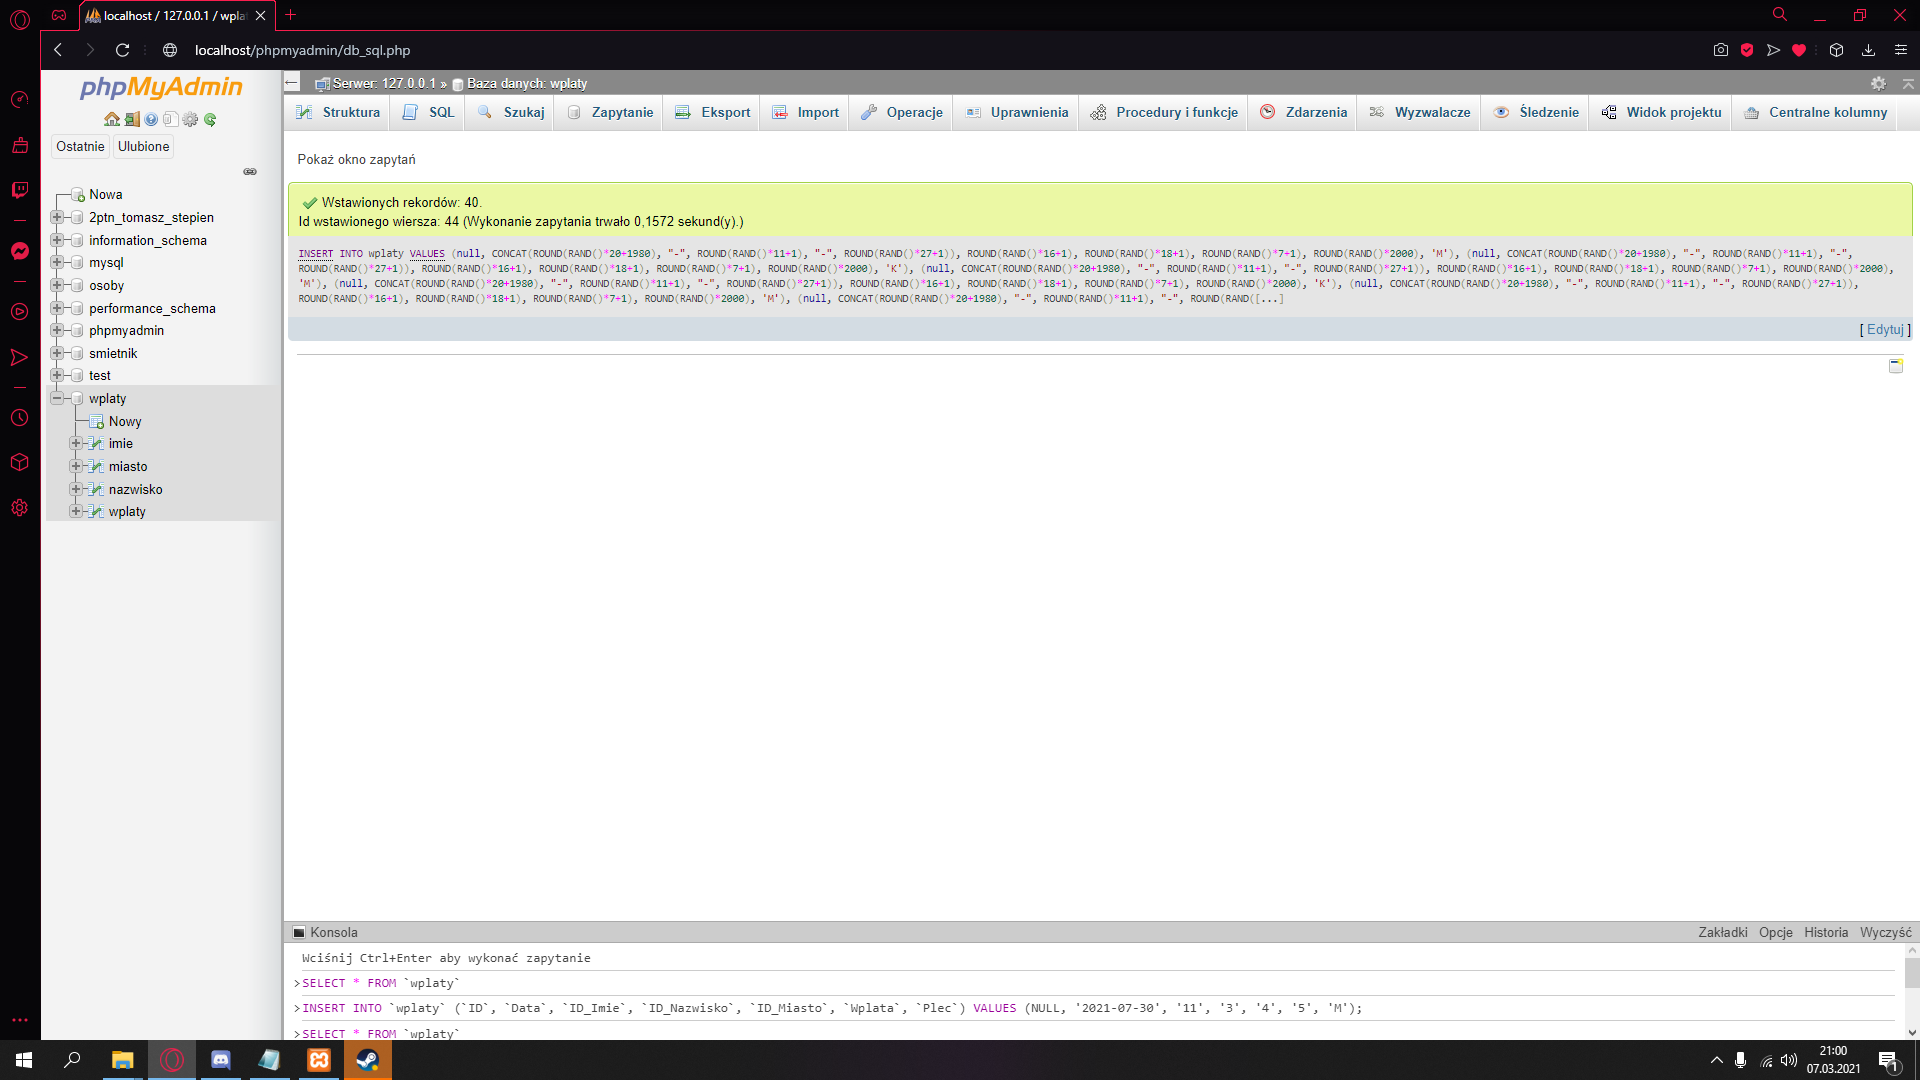 localhost / 127.0.0.1 / wpla
localhost/phpmyadmin/db_sql.php
phpMyAdmin
Ostatnie
Ulubione
Nowa
2ptn_tomasz_stepien
information_schema
mysql
osoby
performance_schema
phpmyadmin
smietnik
test
wplaty
Nowy
imie
miasto
nazwisko
wplaty
Serwer: 127.0.0.1 » Baza danych: wplaty
Struktura
SQL
Szukaj
Zapytanie
Eksport
Import
Operacje
Uprawnienia
Procedury i funkcje
Zdarzenia
Wyzwalacze
Śledzenie
Widok projektu
Centralne kolumny
Pokaż okno zapytań
Wstawionych rekordów: 40.
Id wstawionego wiersza: 44 (Wykonanie zapytania trwało 0,1572 sekund(y).)
INSERT INTO wplaty VALUES (null, CONCAT(ROUND(RAND()*20+1980), "-", ROUND(RAND()*11+1), "-", ROUND(RAND()*27+1)), ROUND(RAND()*16+1), ROUND(RAND()*18+1), ROUND(RAND()*7+1), ROUND(RAND()*2000), 'M'), (null, CONCAT(ROUND(RAND()*20+1980), "-", ROUND(RAND()*11+1), "-",
ROUND(RAND()*27+1)), ROUND(RAND()*16+1), ROUND(RAND()*18+1), ROUND(RAND()*7+1), ROUND(RAND()*2000), 'K'), (null, CONCAT(ROUND(RAND()*20+1980), "-", ROUND(RAND()*11+1), "-", ROUND(RAND()*27+1)), ROUND(RAND()*16+1), ROUND(RAND()*18+1), ROUND(RAND()*7+1), ROUND(RAND()*2000),
'M'), (null, CONCAT(ROUND(RAND()*20+1980), "-", ROUND(RAND()*11+1), "-", ROUND(RAND()*27+1)), ROUND(RAND()*16+1), ROUND(RAND()*18+1), ROUND(RAND()*7+1), ROUND(RAND()*2000), 'K'), (null, CONCAT(ROUND(RAND()*20+1980), "-", ROUND(RAND()*11+1), "-", ROUND(RAND()*27+1)),
ROUND(RAND()*16+1), ROUND(RAND()*18+1), ROUND(RAND()*7+1), ROUND(RAND()*2000), 'M'), (null, CONCAT(ROUND(RAND()*20+1980), "-", ROUND(RAND()*11+1), "-", ROUND(RAND([...]
[ Edytuj ]
Konsola
Zakładki
Opcje
Historia
Wyczyść
Wciśnij Ctrl+Enter aby wykonać zapytanie
>SELECT * FROM `wplaty`
>INSERT INTO `wplaty` (`ID`, `Data`, `ID_Imie`, `ID_Nazwisko`, `ID_Miasto`, `Wplata`, `Plec`) VALUES (NULL, '2021-07-30', '11', '3', '4', '5', 'M');
>SELECT * FROM `wplaty`
21:00
07.03.2021
1